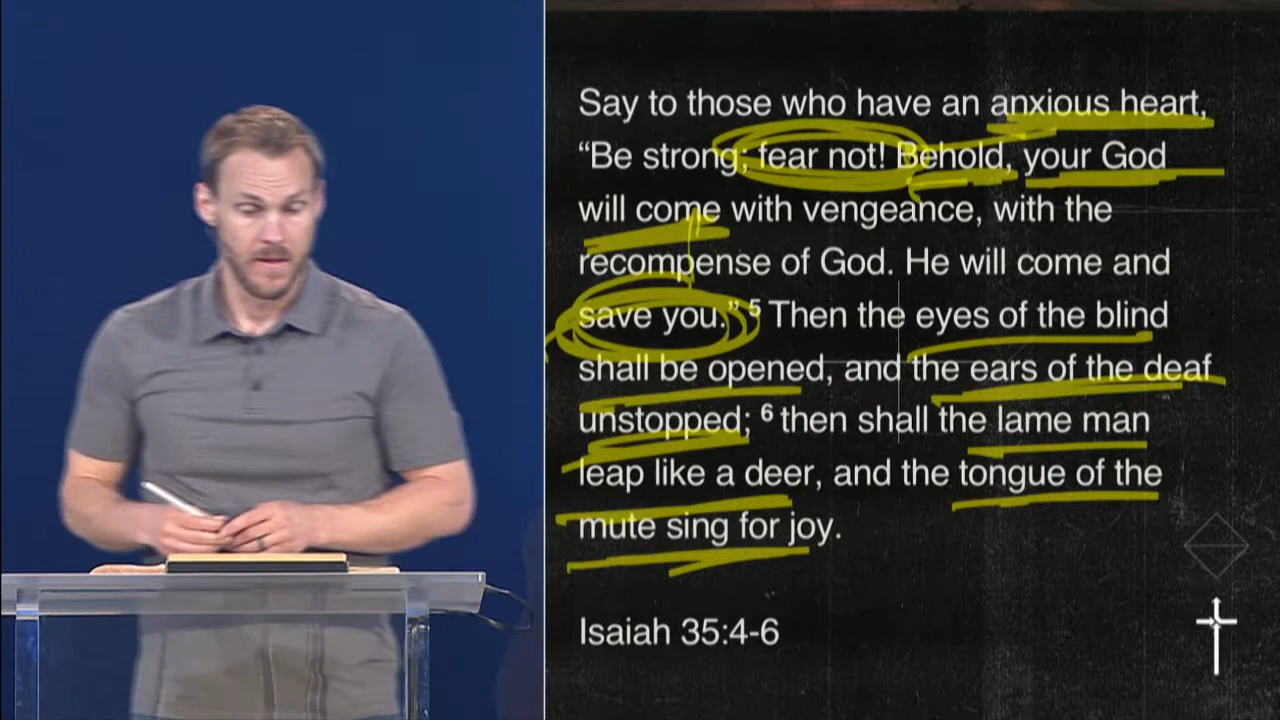 Say to those who have an anxious heart,
“Be strong; fear not! Behold, your God
will come with vengeance, with the
recompense of God. He will come and
save you.” 5 Then the eyes of the blind
shall be opened, and the ears of the deaf
unstopped; 6 then shall the lame man
leap like a deer, and the tongue of the
mute sing for joy.
Isaiah 35:4-6